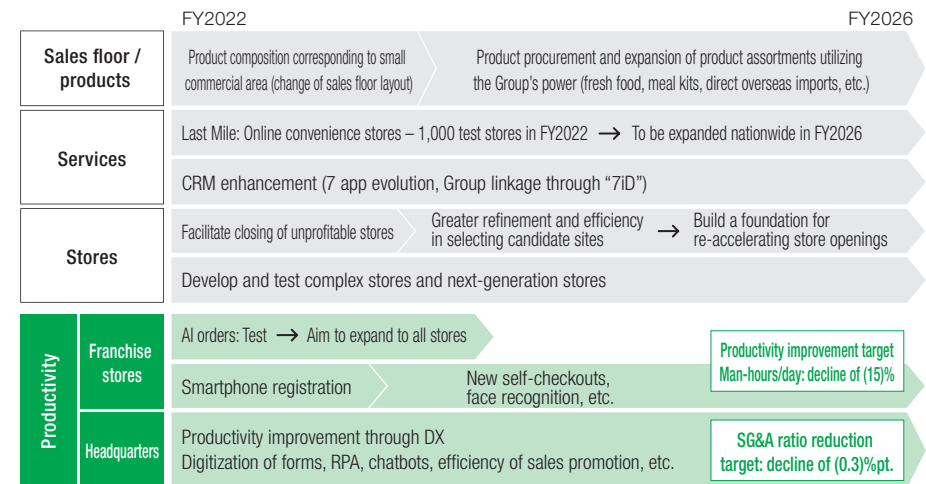 FY2022
FY2026
Sales floor /
products
Product composition corresponding to small
commercial area (change of sales floor layout)
Product procurement and expansion of product assortments utilizing
the Group's power (fresh food, meal kits, direct overseas imports, etc.)
Services
Last Mile: Online convenience stores – 1,000 test stores in FY2022 → To be expanded nationwide in FY2026
CRM enhancement (7 app evolution, Group linkage through “7iD”)
Stores
Facilitate closing of unprofitable stores
Greater refinement and efficiency
in selecting candidate sites
→
Build a foundation for
re-accelerating store openings
Develop and test complex stores and next-generation stores
Productivity
Franchise
stores
AI orders: Test → Aim to expand to all stores
Smartphone registration
New self-checkouts,
face recognition, etc.
Productivity improvement target
Man-hours/day: decline of (15)%
Headquarters
Productivity improvement through DX
Digitization of forms, RPA, chatbots, efficiency of sales promotion, etc.
SG&A ratio reduction
target: decline of (0.3)%pt.